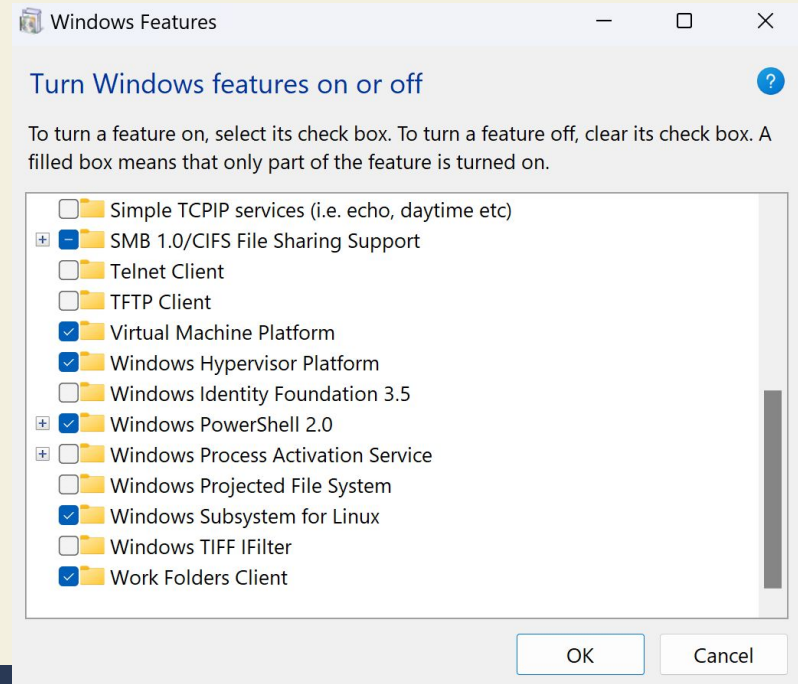 Windows Features
Turn Windows features on or off
?
To turn a feature on, select its check box. To turn a feature off, clear its check box. A
filled box means that only part of the feature is turned on.
Simple TCPIP services (i.e. echo, daytime etc)
SMB 1.0/CIFS File Sharing Support
Telnet Client
TFTP Client
Virtual Machine Platform
Windows Hypervisor Platform
Windows Identity Foundation 3.5
Windows PowerShell 2.0
Windows Process Activation Service
Windows Projected File System
Windows Subsystem for Linux
Windows TIFF IFilter
Work Folders Client
OK Cancel